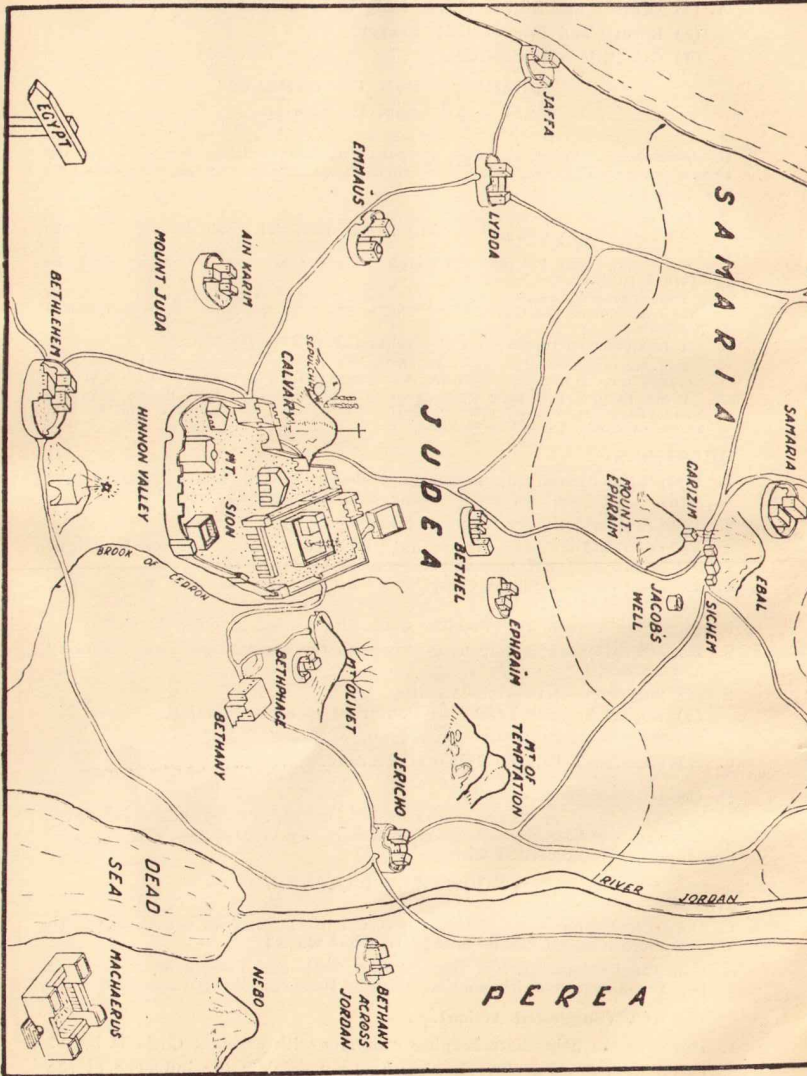 SAMARIA
JAFFA
EGYPT
LYDDA
EMMAÜS
AIN KARIM
MOUNT JUDA
BETHLEHEM
SEPULCHRE
CALVARY
JUDEA
SAMARIA
GARIZIM
MOUNT.
EPHRAIM
EBAL
SICHEM
JACOB'S
WELL
BETHEL
EPHRAIM
MT.
SION
HINNON VALLEY
BROOK OF CEDRON
MT OLIVET
BETHPHAGE
BETHANY
MT OF
TEMPTATION
JERICHO
RIVER JORDAN
DEAD
SEA
MACHAERUS
NEBO
BETHANY
ACROSS
JORDAN
PEREA